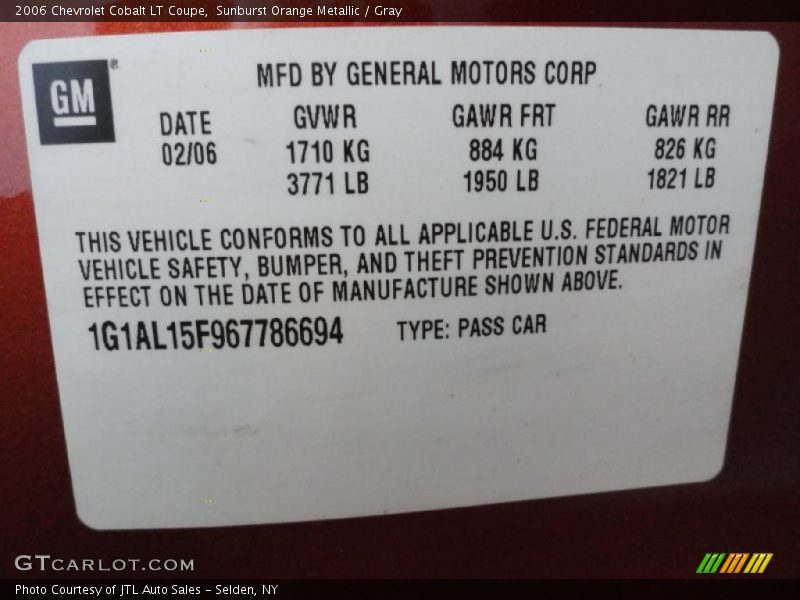 2006 Chevrolet Cobalt LT Coupe,  Sunburst Orange Metallic / Gray
GM®
MFD BY GENERAL MOTORS CORP
DATE GVWR GAWR FRT GAWR RR
02/06 1710 KG 884 KG 826 KG
3771 LB 1950 LB 1821 LB
THIS VEHICLE CONFORMS TO ALL APPLICABLE U.S. FEDERAL MOTOR
VEHICLE SAFETY, BUMPER, AND THEFT PREVENTION STANDARDS IN
EFFECT ON THE DATE OF MANUFACTURE SHOWN ABOVE.
1G1AL15F967786694 TYPE: PASS CAR
GTCARLOT.COM
Photo Courtesy of JTL Auto Sales - Selden, NY